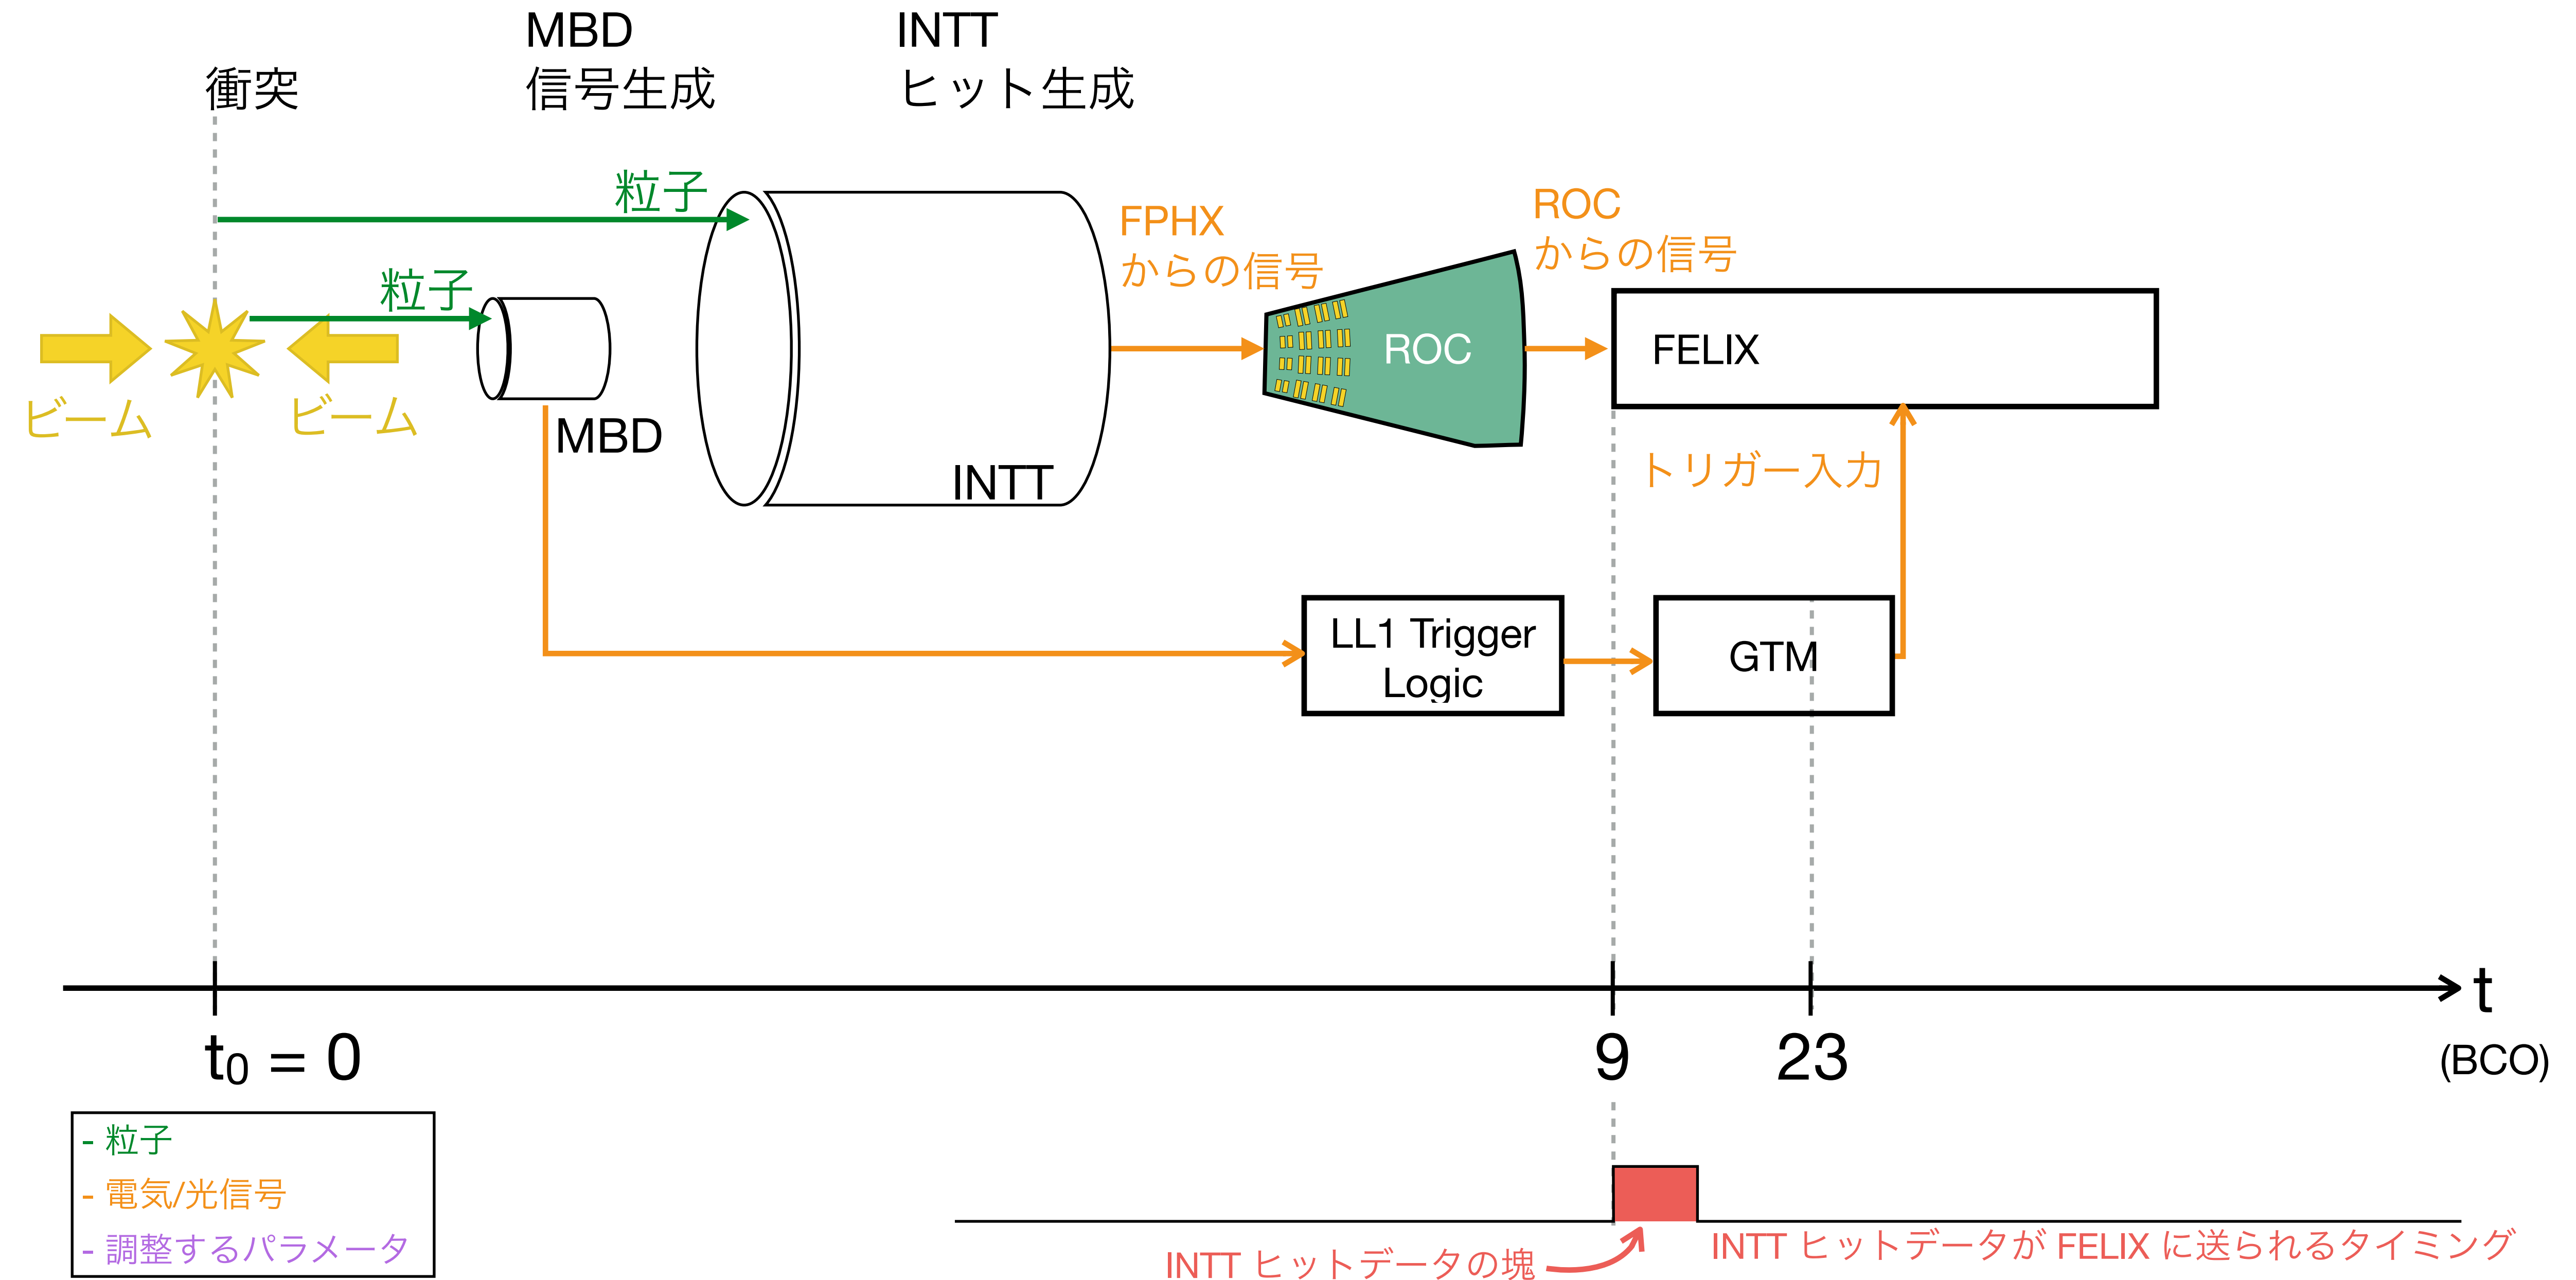 衝突
MBD
信号生成
INTT
ヒット生成
粒子
粒子
ビーム
ビーム
MBD
INTT
FPHX
からの信号
ROC
ROC
からの信号
FELIX
トリガー入力
LL1 Trigger
Logic
GTM
t
t₀ = 0
9
23
(BCO)
- 粒子
- 電気/光信号
- 調整するパラメータ
INTT ヒットデータの塊
INTT ヒットデータが FELIX に送られるタイミング